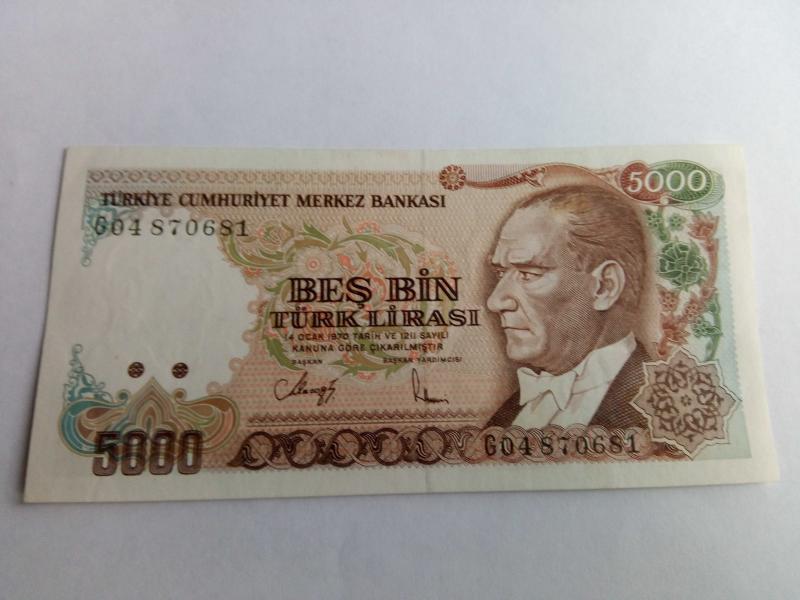 5000
TÜRKİYE CUMHURİYET MERKEZ BANKASI
G04 870681
BEŞ BİN
TÜRK LİRASI
14 OCAK 1970 TARİH VE 1211 SAYILI
KANUNA GÖRE ÇIKARILMIŞTIR
BAŞKAN BAŞKAN YARDIMCISI
5000
G04 870681